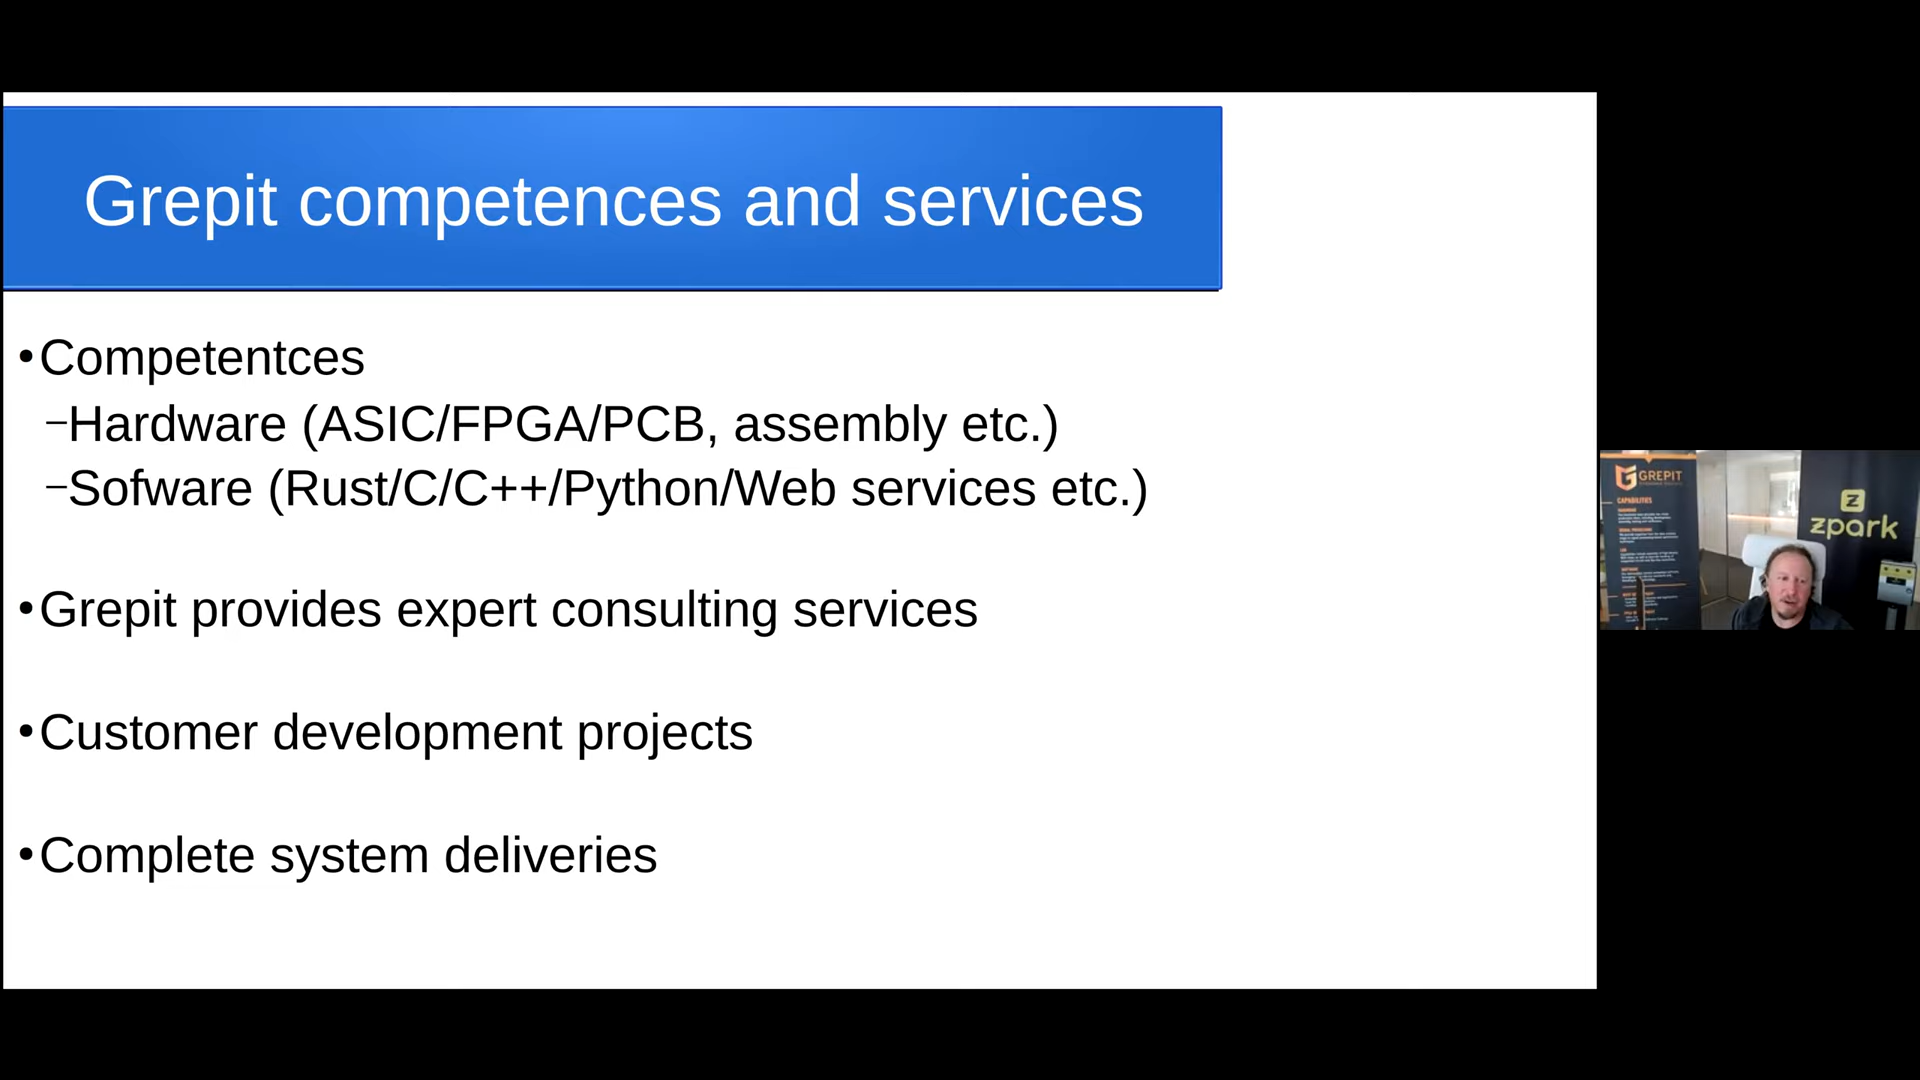 Grepit competences and services
•Competentces
–Hardware (ASIC/FPGA/PCB, assembly etc.)
–Sofware (Rust/C/C++/Python/Web services etc.)
•Grepit provides expert consulting services
•Customer development projects
•Complete system deliveries
GREPIT
CAPABILITIES
z
zpark